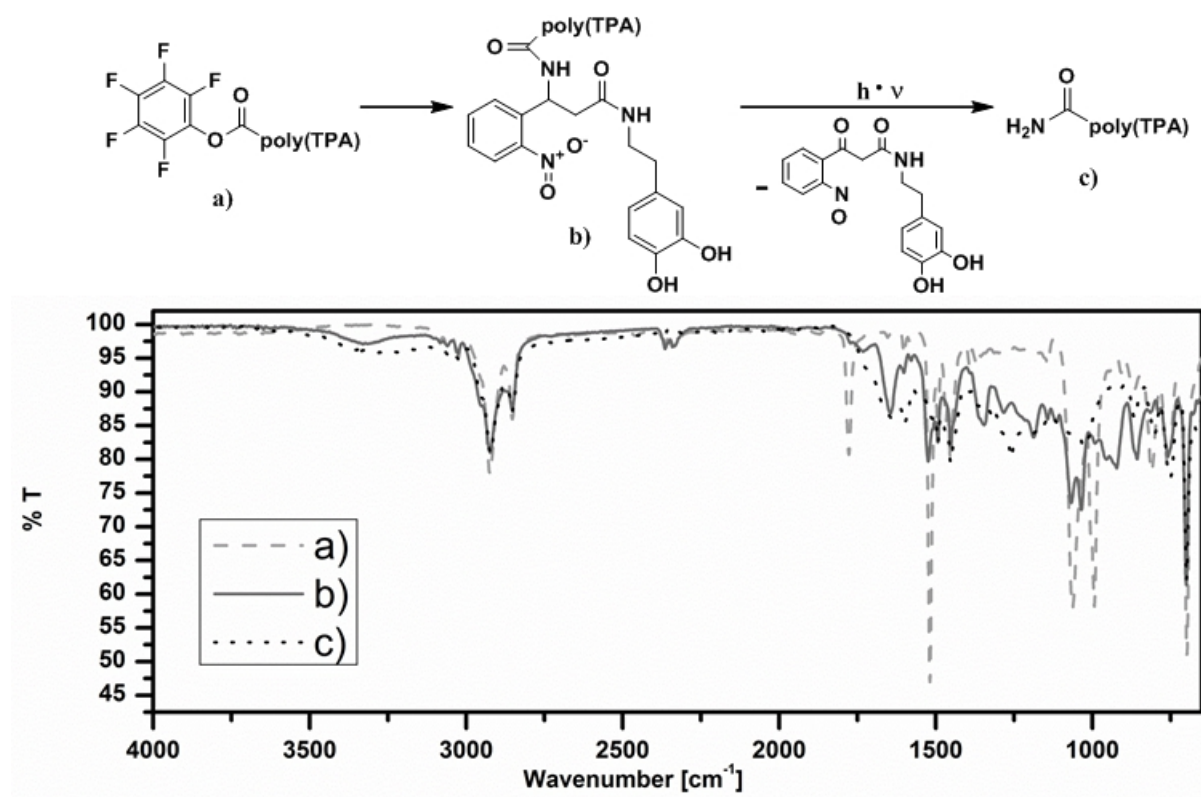 F
F
F
F
F
O
O
poly(TPA)
a)
O
poly(TPA)
NH
O
NH
N+
O-
O
b)
OH
OH
h • ν
-
O
O
NH
N
O
OH
OH
O
H2N
poly(TPA)
c)
100
95
90
85
80
75
70
65
60
55
50
45
% T
a)
b)
c)
4000 3500 3000 2500 2000 1500 1000
Wavenumber [cm-1]